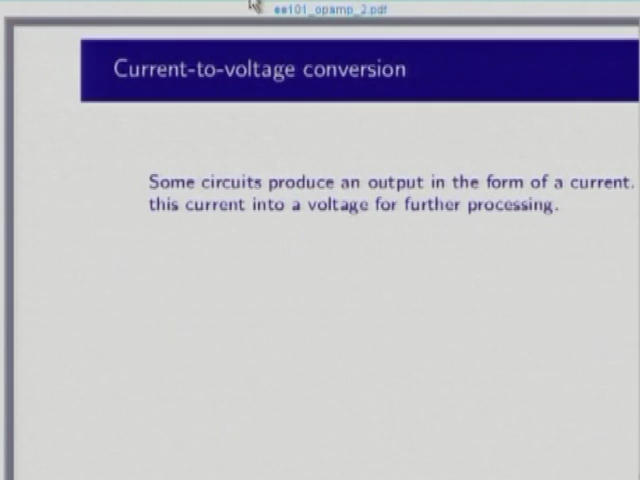 ee101_opamp_2.pdf
Current-to-voltage conversion
Some circuits produce an output in the form of a current.
this current into a voltage for further processing.